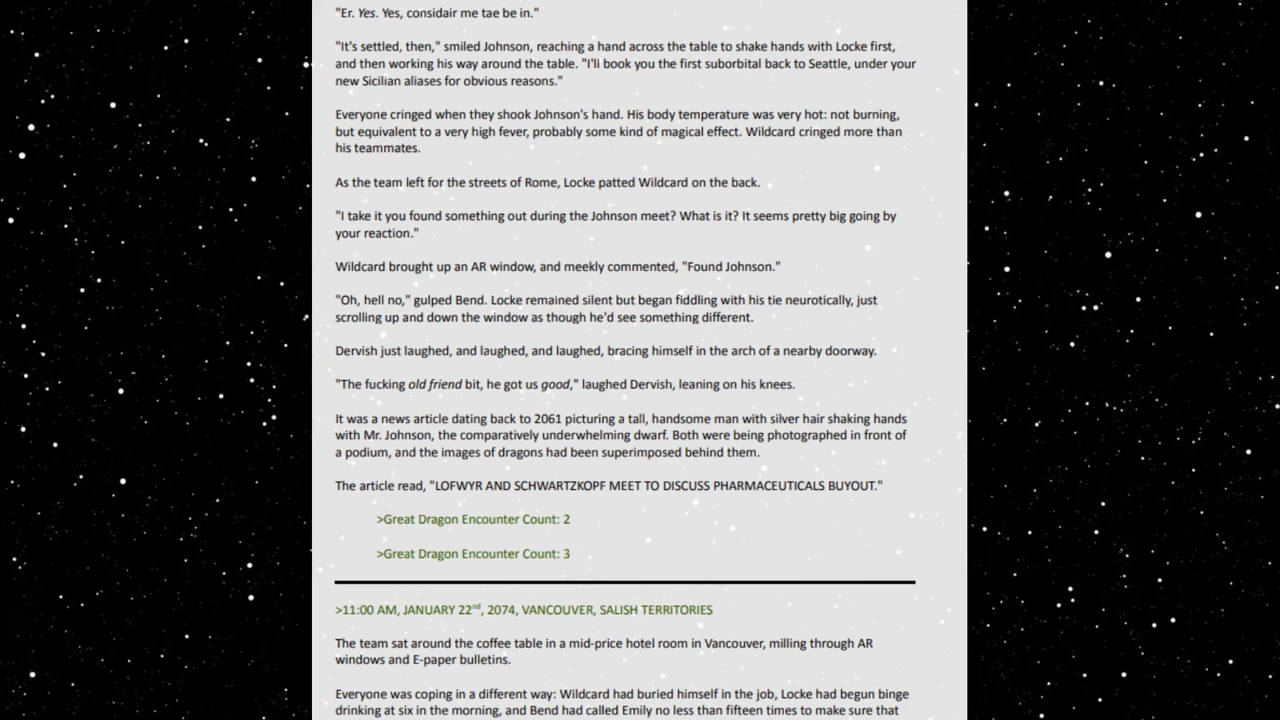 "Er. Yes. Yes, considair me tae be in."
"It's settled, then," smiled Johnson, reaching a hand across the table to shake hands with Locke first,
and then working his way around the table. "I'll book you the first suborbital back to Seattle, under your
new Sicilian aliases for obvious reasons."
Everyone cringed when they shook Johnson's hand. His body temperature was very hot: not burning,
but equivalent to a very high fever, probably some kind of magical effect. Wildcard cringed more than
his teammates.
As the team left for the streets of Rome, Locke patted Wildcard on the back.
"I take it you found something out during the Johnson meet? What is it? It seems pretty big going by
your reaction."
Wildcard brought up an AR window, and meekly commented, "Found Johnson."
"Oh, hell no," gulped Bend. Locke remained silent but began fiddling with his tie neurotically, just
scrolling up and down the window as though he'd see something different.
Dervish just laughed, and laughed, and laughed, bracing himself in the arch of a nearby doorway.
"The fucking old friend bit, he got us good," laughed Dervish, leaning on his knees.
It was a news article dating back to 2061 picturing a tall, handsome man with silver hair shaking hands
with Mr. Johnson, the comparatively underwhelming dwarf. Both were being photographed in front of
a podium, and the images of dragons had been superimposed behind them.
The article read, "LOFWYR AND SCHWARTZKOPF MEET TO DISCUSS PHARMACEUTICALS BUYOUT."
>Great Dragon Encounter Count: 2
>Great Dragon Encounter Count: 3
>11:00 AM, JANUARY 22nd, 2074, VANCOUVER, SALISH TERRITORIES
The team sat around the coffee table in a mid-price hotel room in Vancouver, milling through AR
windows and E-paper bulletins.
Everyone was coping in a different way: Wildcard had buried himself in the job, Locke had begun binge
drinking at six in the morning, and Bend had called Emily no less than fifteen times to make sure that